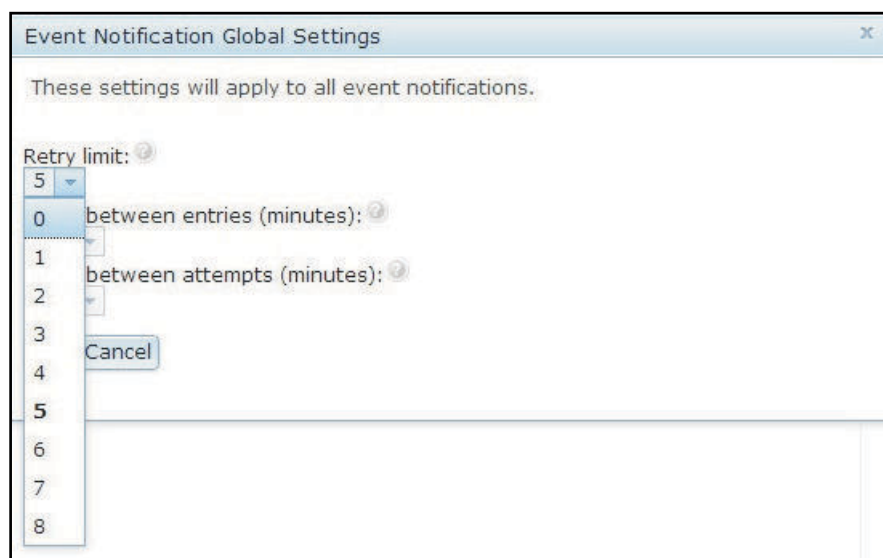 Event Notification Global Settings
x
These settings will apply to all event notifications.
Retry limit: ?
5
0
between entries (minutes): ?
1
between attempts (minutes): ?
2
3
Cancel
4
5
6
7
8